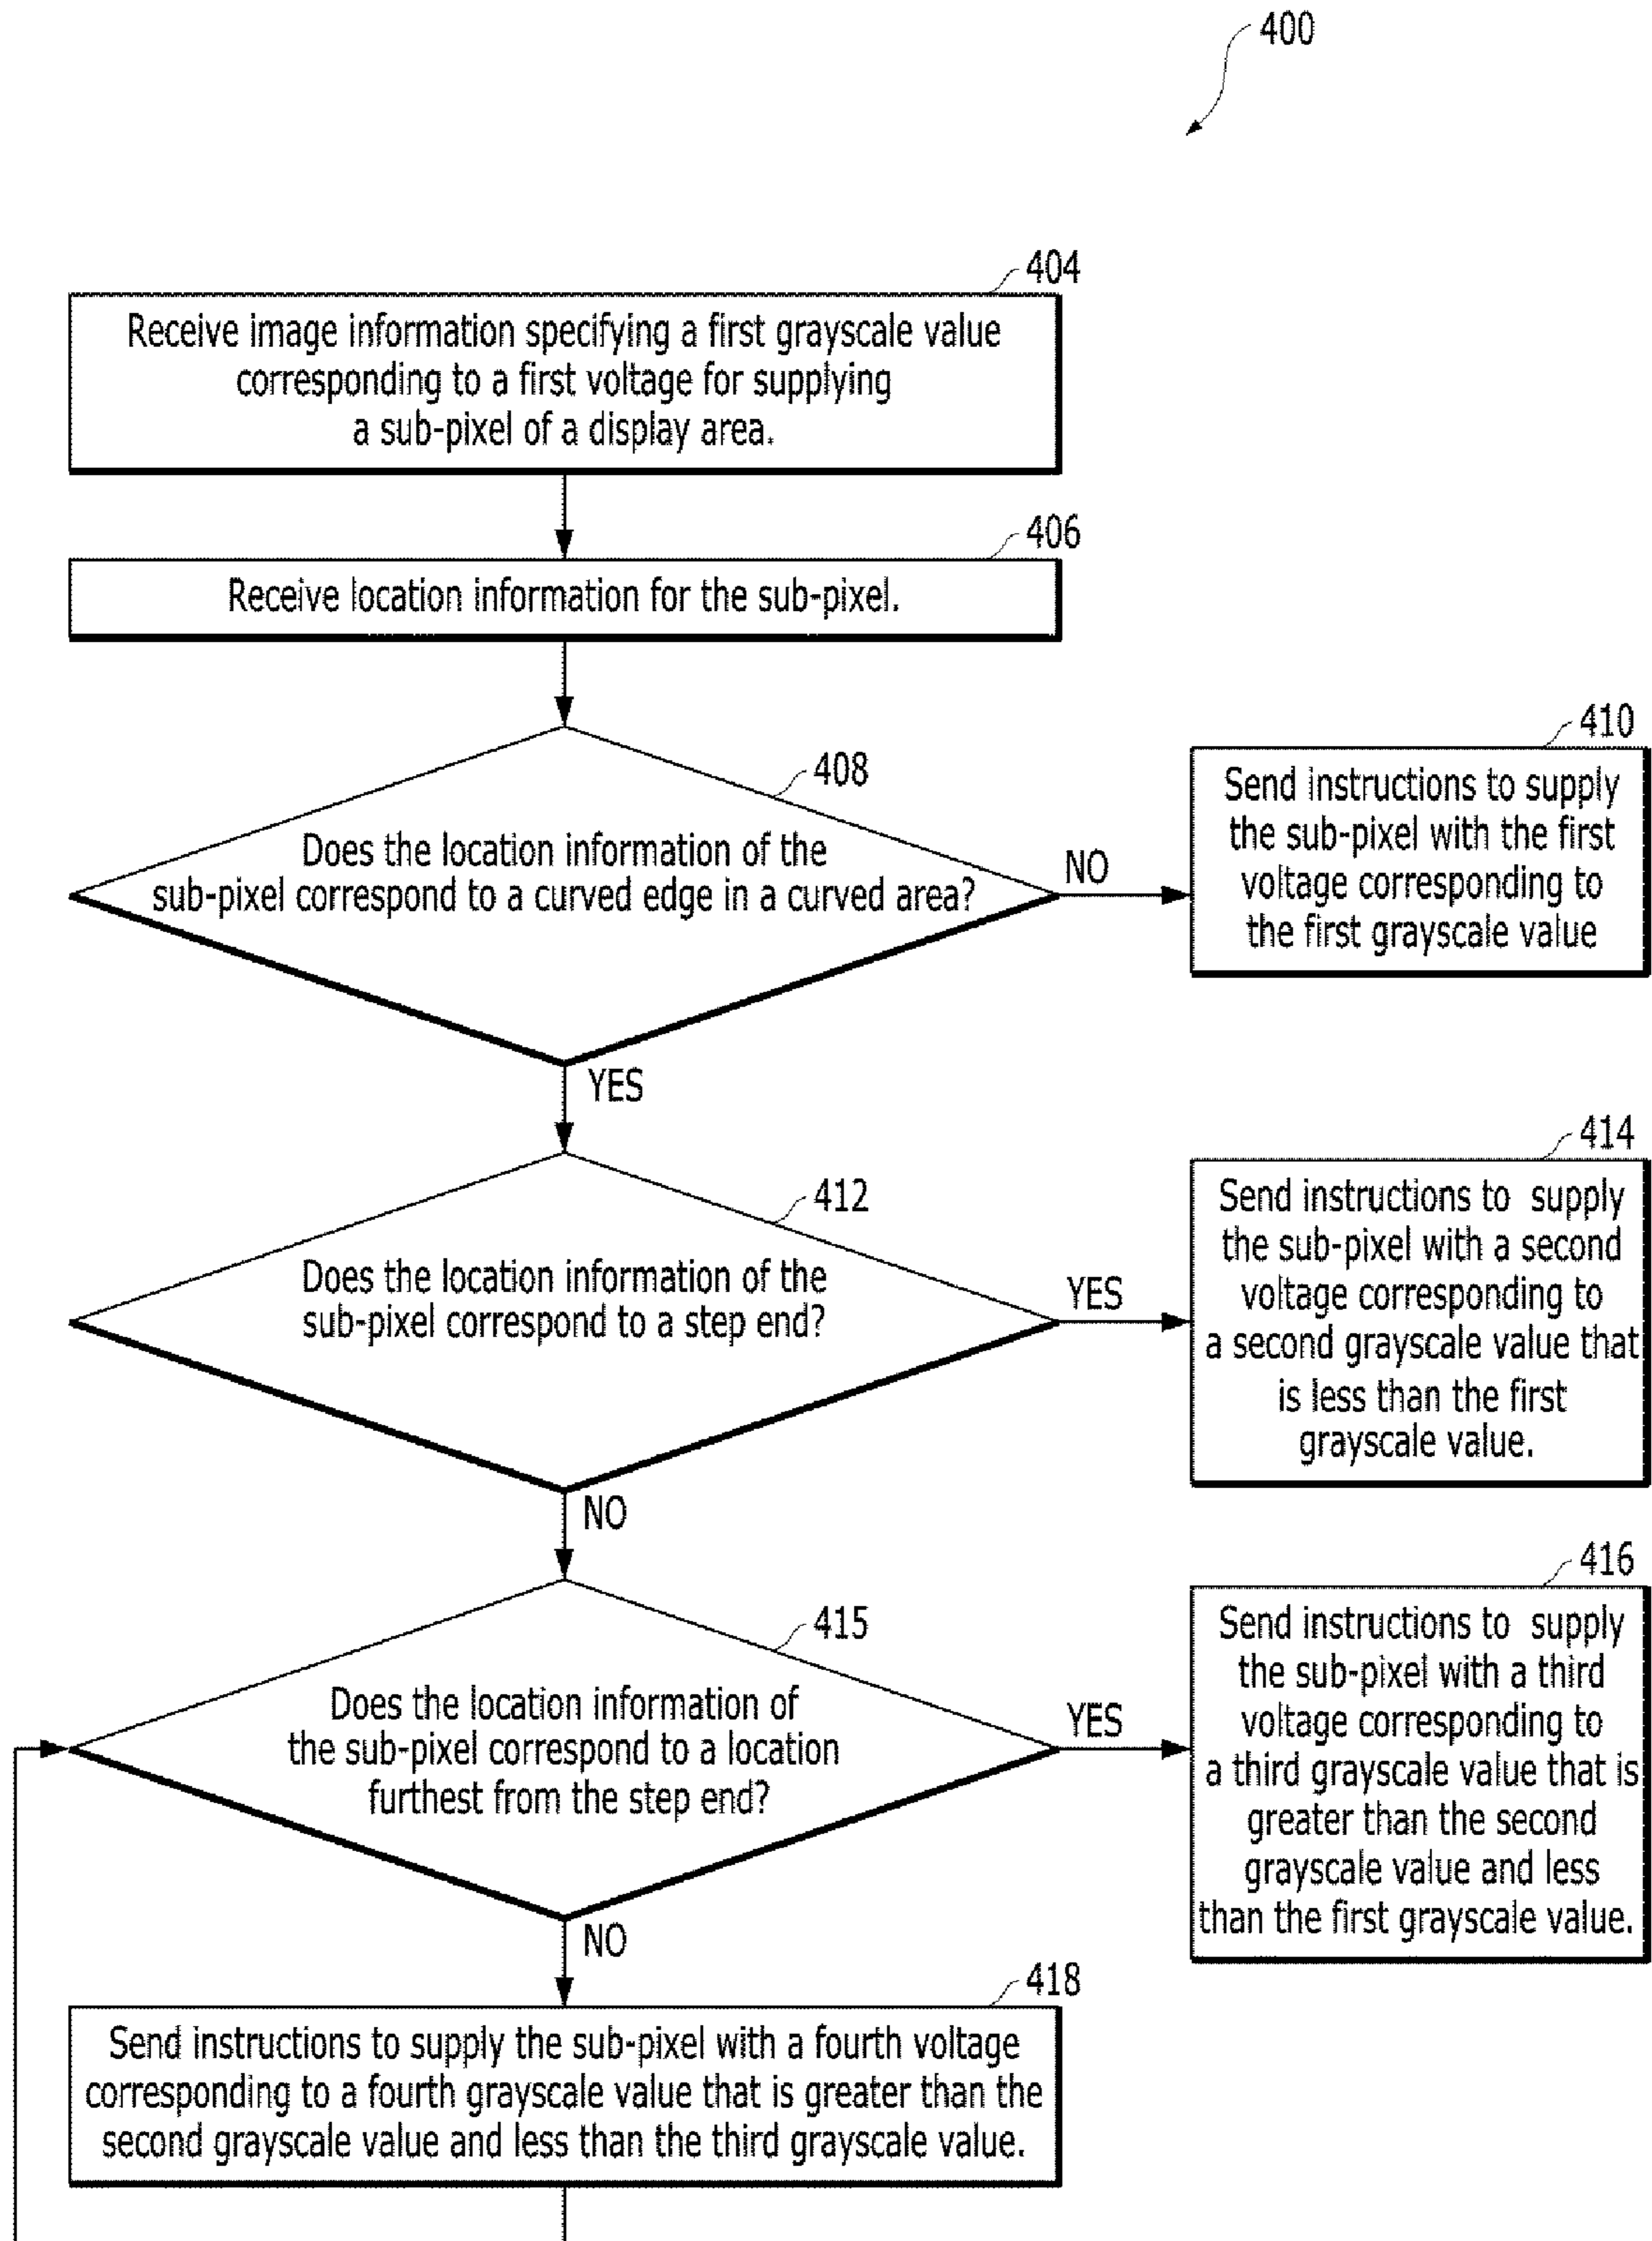 400
404
Receive image information specifying a first grayscale value
corresponding to a first voltage for supplying
a sub-pixel of a display area.
406
Receive location information for the sub-pixel.
408
Does the location information of the
sub-pixel correspond to a curved edge in a curved area?
NO
410
Send instructions to supply
the sub-pixel with the first
voltage corresponding to
the first grayscale value
YES
412
Does the location information of the
sub-pixel correspond to a step end?
YES
414
Send instructions to supply
the sub-pixel with a second
voltage corresponding to
a second grayscale value that
is less than the first
grayscale value.
NO
415
Does the location information of
the sub-pixel correspond to a location
furthest from the step end?
YES
416
Send instructions to supply
the sub-pixel with a third
voltage corresponding to
a third grayscale value that is
greater than the second
grayscale value and less
than the first grayscale value.
NO
418
Send instructions to supply the sub-pixel with a fourth voltage
corresponding to a fourth grayscale value that is greater than the
second grayscale value and less than the third grayscale value.